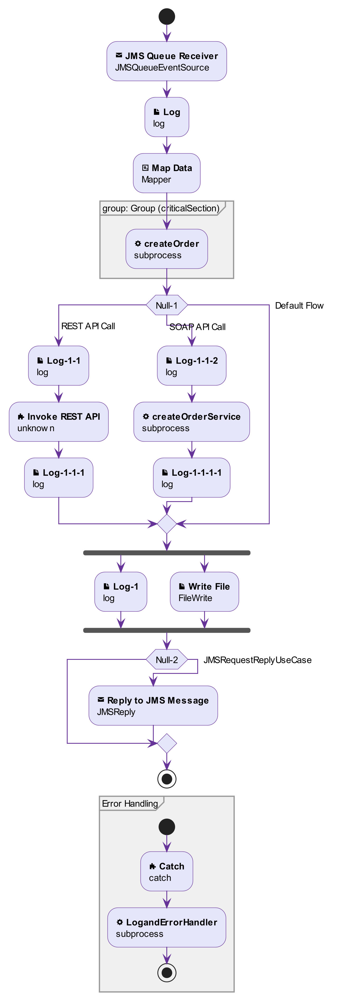 JMS Queue Receiver
JMSQueueEventSource
Log
log
Map Data
Mapper
group: Group (criticalSection)
createOrder
subprocess
Null-1
Default Flow
REST API Call
SOAP API Call
Log-1-1
log
Log-1-1-2
log
Invoke REST API
unknown
createOrderService
subprocess
Log-1-1-1
log
Log-1-1-1-1
log
Log-1
log
Write File
FileWrite
Null-2
JMSRequestReplyUseCase
Reply to JMS Message
JMSReply
Error Handling
Catch
catch
LogandErrorHandler
subprocess